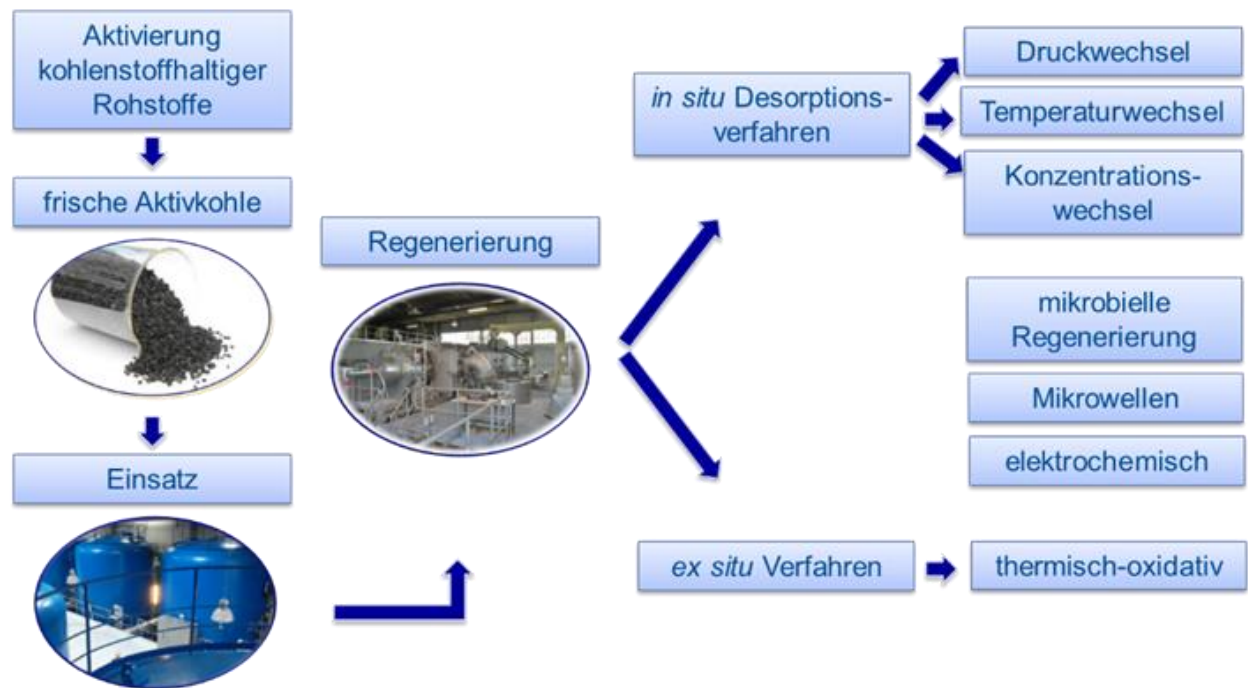 Aktivierung
kohlenstoffhaltiger
Rohstoffe
frische Aktivkohle
Einsatz
Regenerierung
in situ Desorptions-
verfahren
Druckwechsel
Temperaturwechsel
Konzentrations-
wechsel
mikrobielle
Regenerierung
Mikrowellen
elektrochemisch
ex situ Verfahren
thermisch-oxidativ